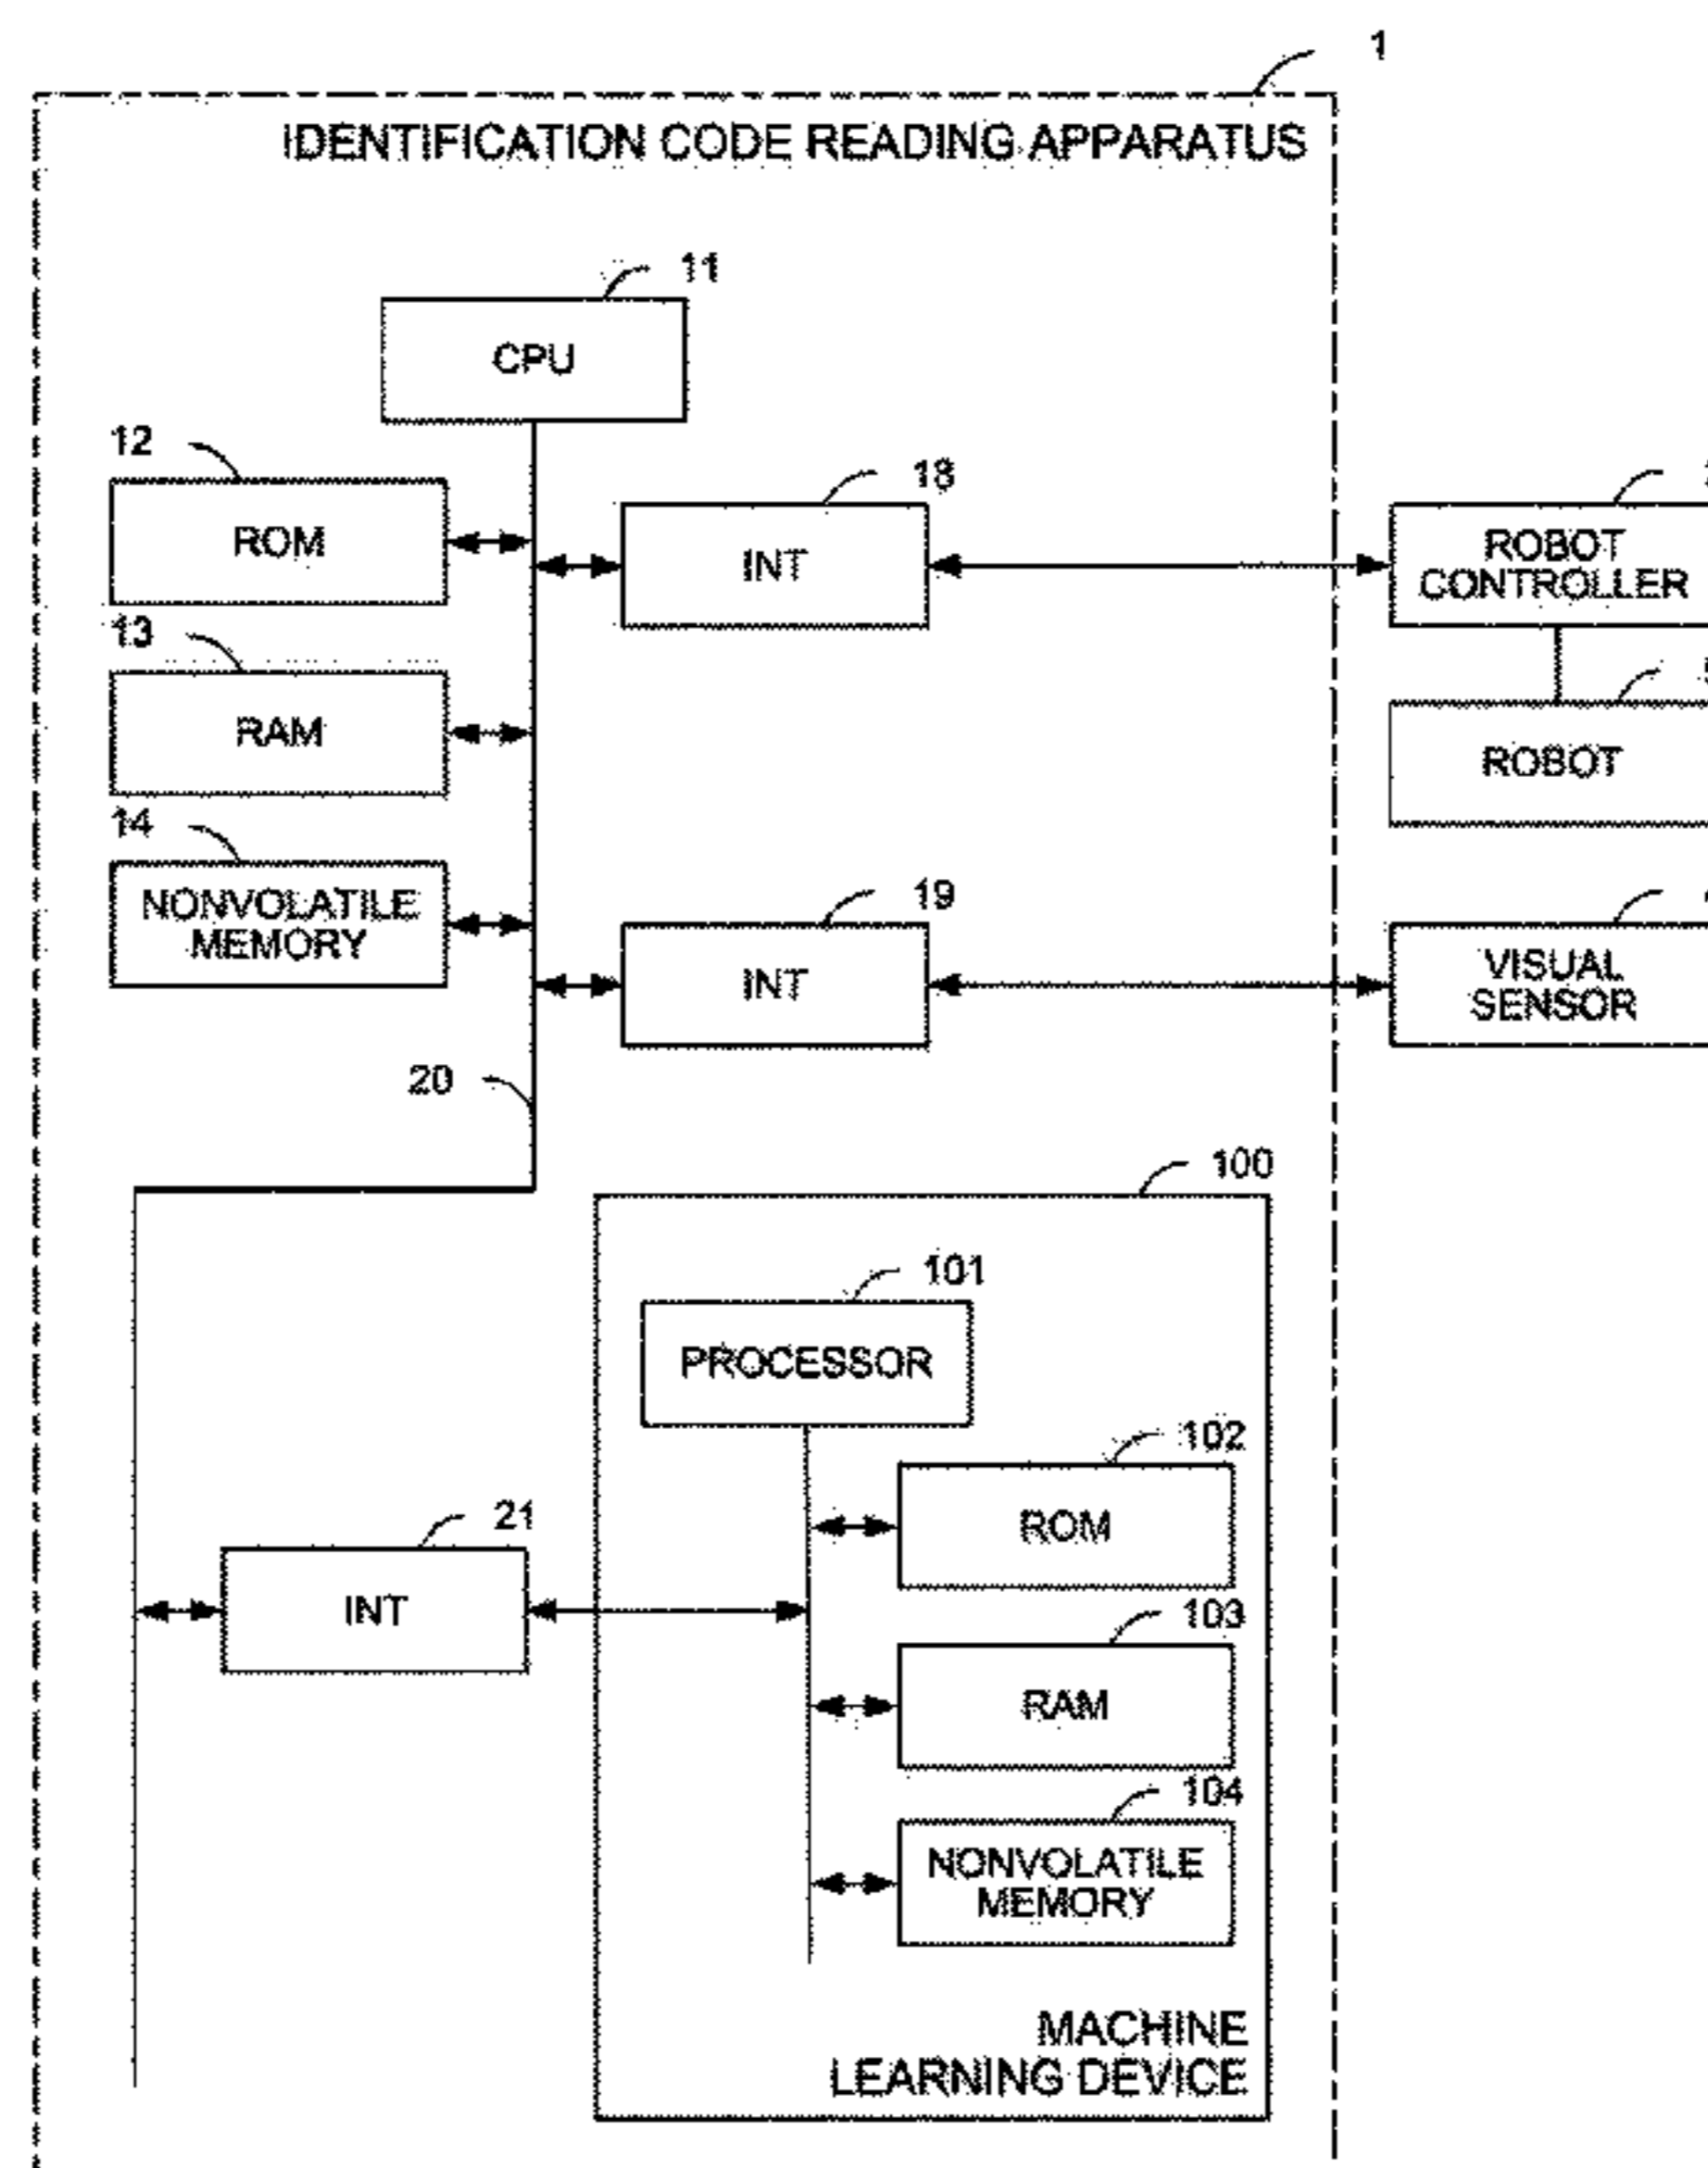 1
IDENTIFICATION CODE READING APPARATUS
11
CPU
12
ROM
18
INT
ROBOT
CONTROLLER
13
RAM
ROBOT
14
NONVOLATILE
MEMORY
19
INT
VISUAL
SENSOR
20
100
101
PROCESSOR
102
ROM
21
INT
103
RAM
104
NONVOLATILE
MEMORY
MACHINE
LEARNING DEVICE